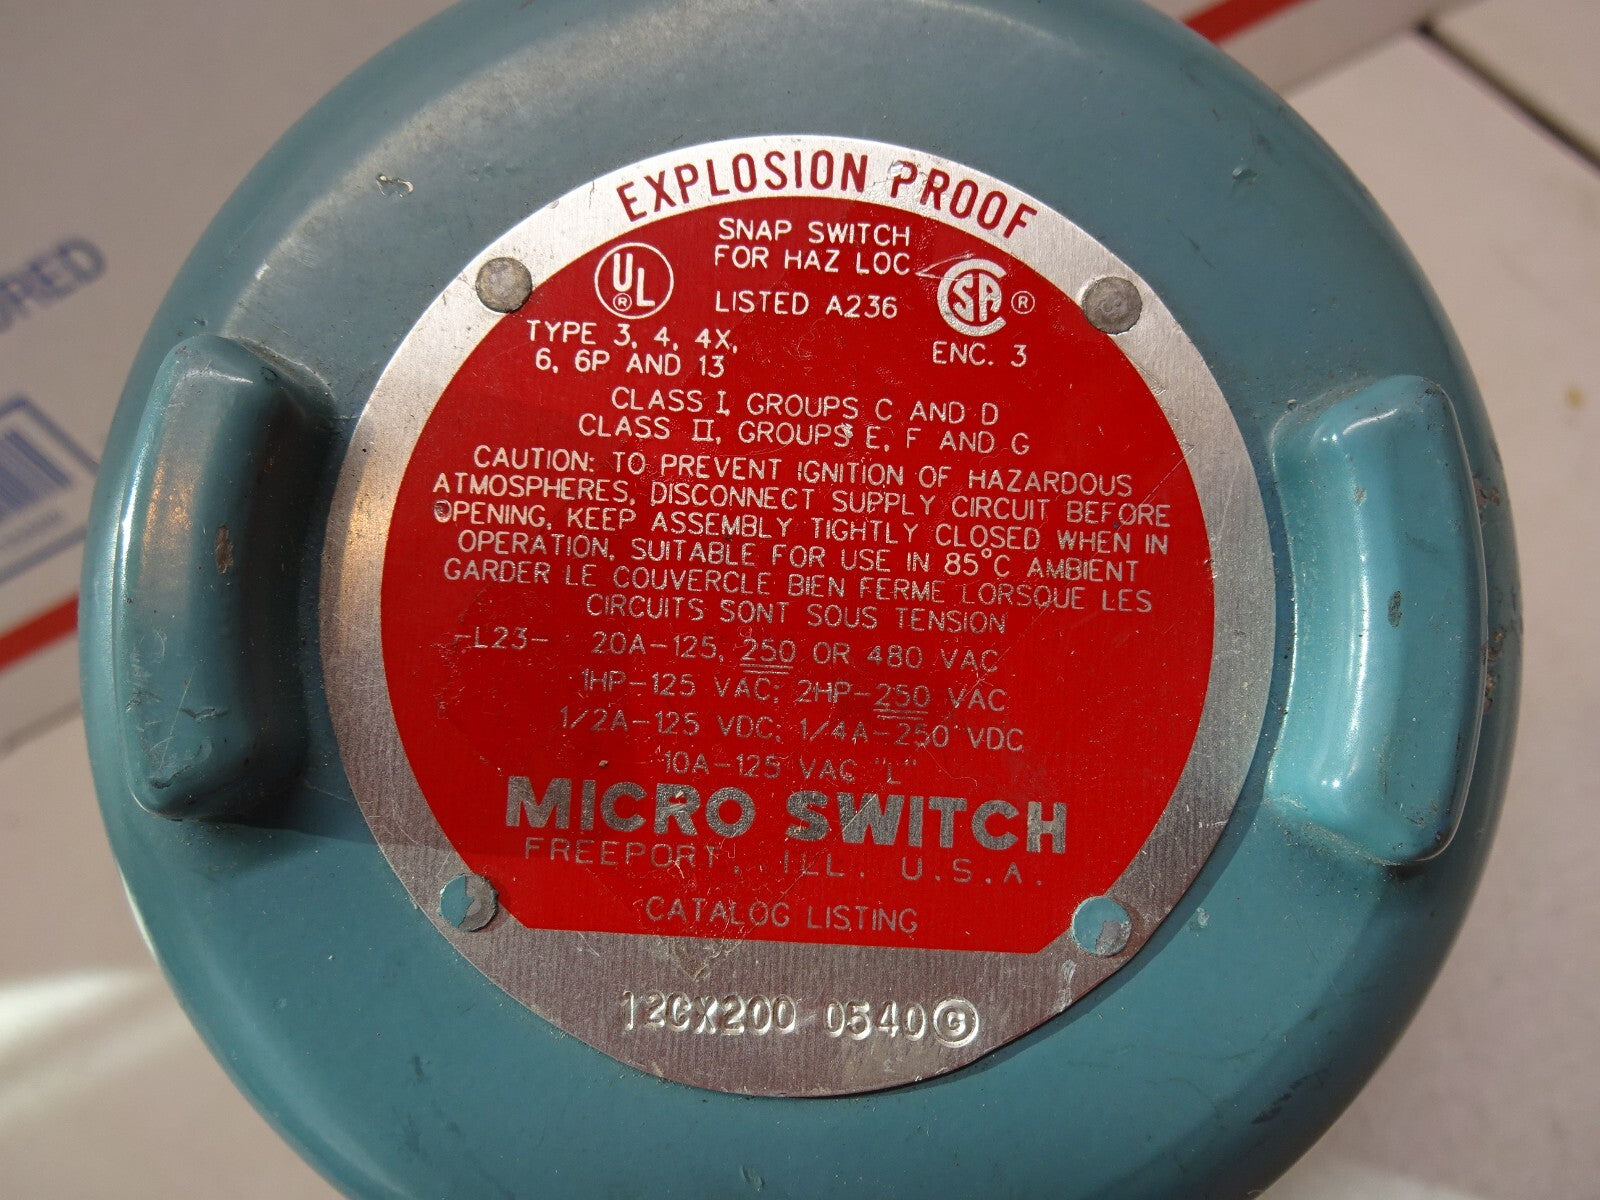 EXPLOSION PROOF
SNAP SWITCH
FOR HAZ LOC
UL ®
LISTED A236
CSA ®
TYPE 3, 4, 4X,
6, 6P AND 13
ENC. 3
CLASS I, GROUPS C AND D
CLASS II, GROUPS E, F AND G
CAUTION: TO PREVENT IGNITION OF HAZARDOUS
ATMOSPHERES, DISCONNECT SUPPLY CIRCUIT BEFORE
OPENING, KEEP ASSEMBLY TIGHTLY CLOSED WHEN IN
OPERATION, SUITABLE FOR USE IN 85°C AMBIENT
GARDER LE COUVERCLE BIEN FERME LORSQUE LES
CIRCUITS SONT SOUS TENSION
-L23- 20A-125, 250 OR 480 VAC
1HP-125 VAC; 2HP-250 VAC
1/2A-125 VDC; 1/4A-250 VDC
10A-125 VAC "L"
MICRO SWITCH
FREEPORT, ILL. U.S.A.
CATALOG LISTING
12CX200 0540 G